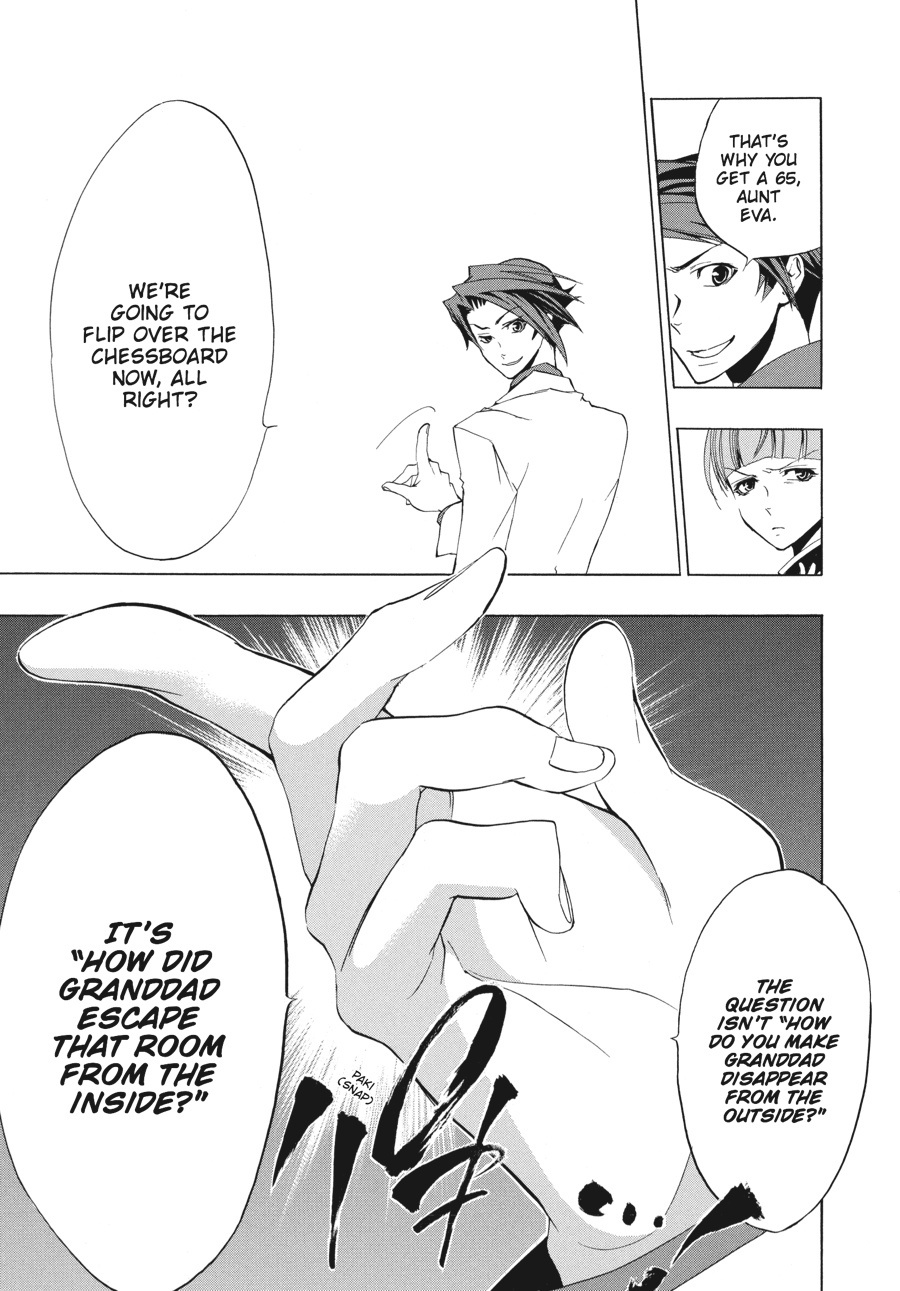 THAT'S
WHY YOU
GET A 65,
AUNT
EVA.
WE'RE
GOING TO
FLIP OVER THE
CHESSBOARD
NOW, ALL
RIGHT?
THE
QUESTION
ISN'T "HOW
DO YOU MAKE
GRANDDAD
DISAPPEAR
FROM THE
OUTSIDE?"
パキ
PAKI
(SNAP)
IT'S
"HOW DID
GRANDDAD
ESCAPE
THAT ROOM
FROM THE
INSIDE?"